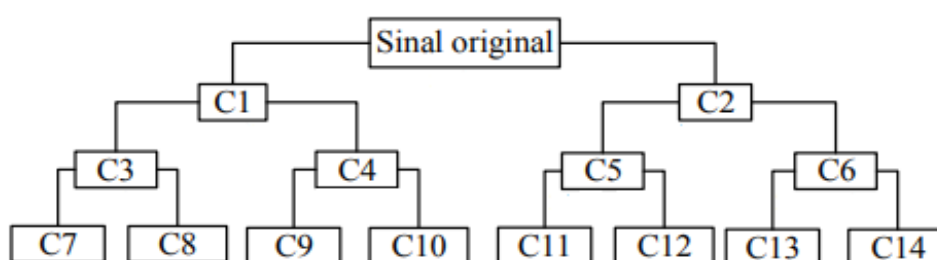 Sinal original
C1 C2
C3 C4 C5 C6
C7 C8 C9 C10 C11 C12 C13 C14